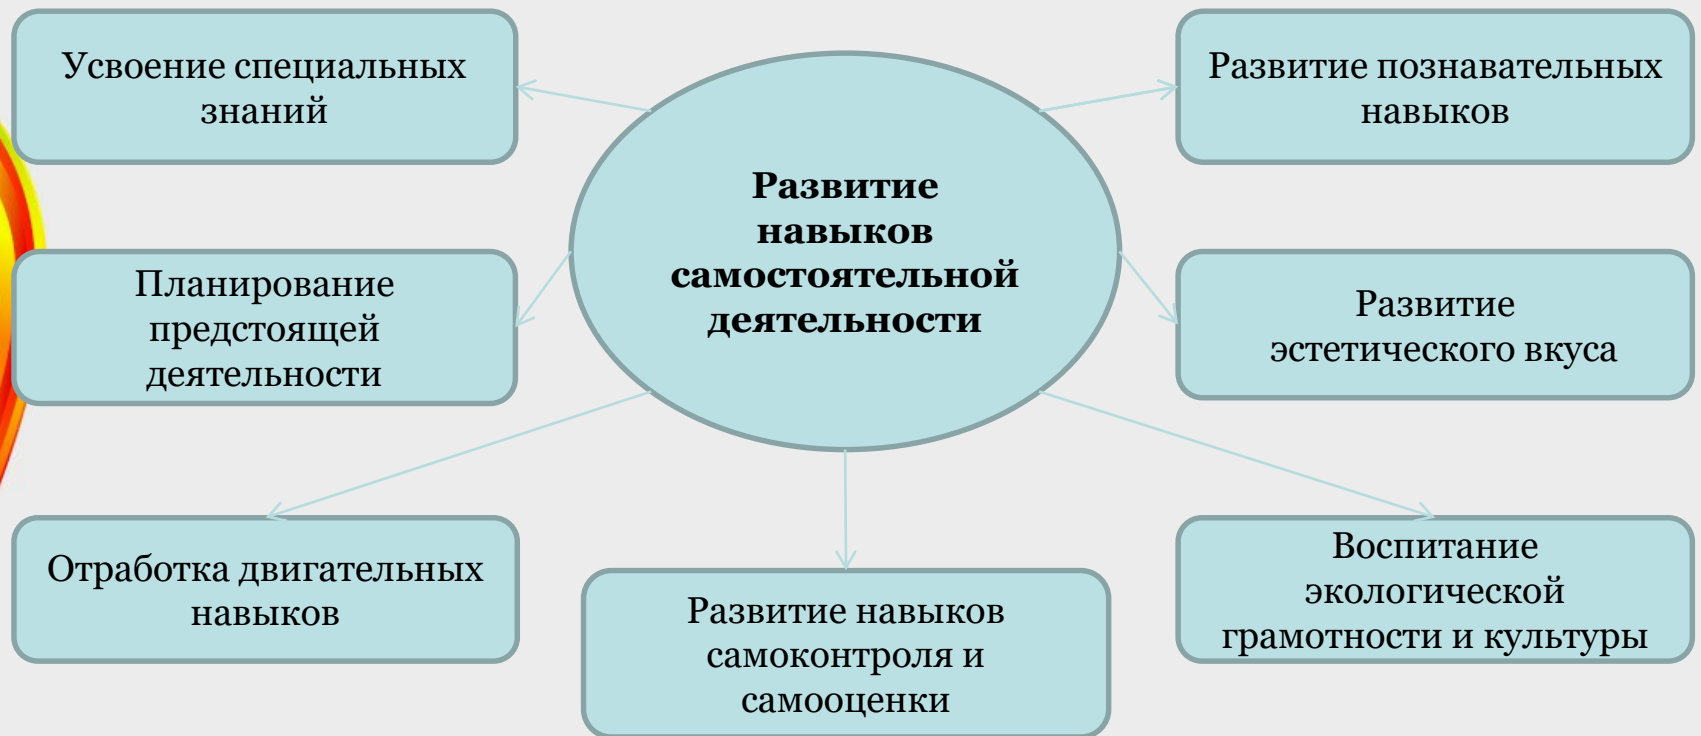 Усвоение специальных
знаний
Развитие познавательных
навыков
Развитие
навыков
самостоятельной
деятельности
Планирование
предстоящей
деятельности
Развитие
эстетического вкуса
Отработка двигательных
навыков
Развитие навыков
самоконтроля и
самооценки
Воспитание
экологической
грамотности и культуры